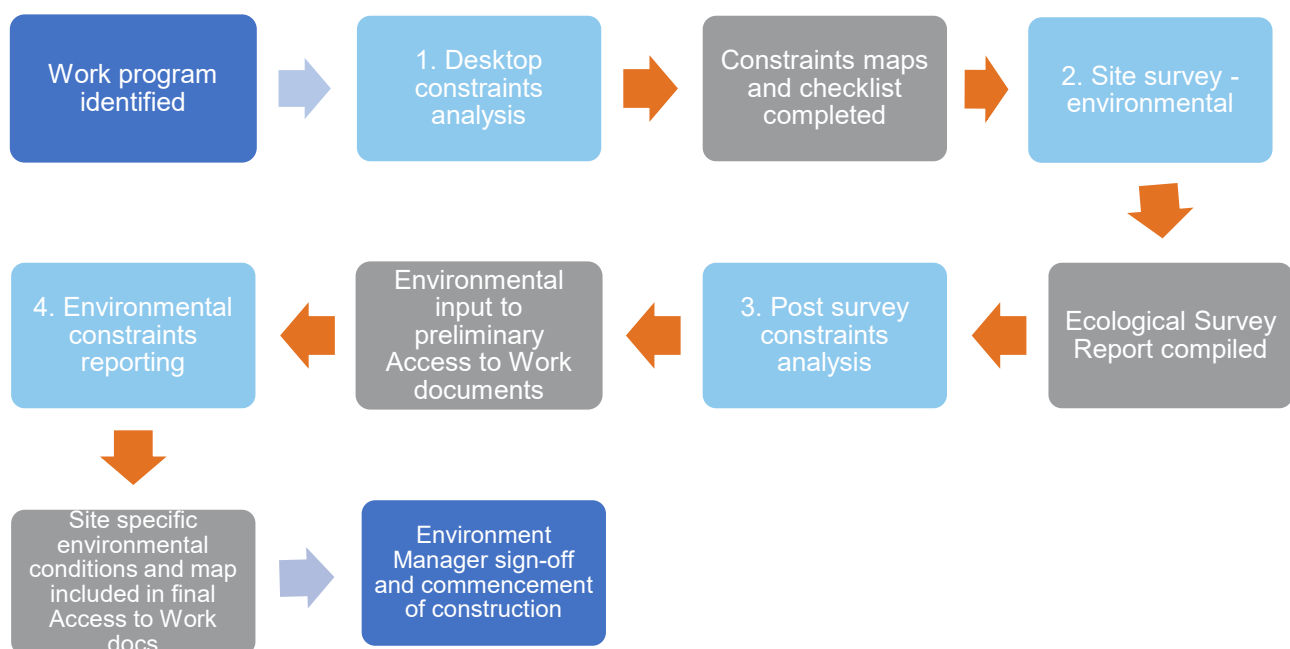 Work program
identified
1. Desktop
constraints
analysis
Constraints maps
and checklist
completed
2. Site survey -
environmental
4. Environmental
constraints
reporting
Environmental
input to
preliminary
Access to Work
documents
3. Post survey
constraints
analysis
Ecological Survey
Report compiled
Site specific
environmental
conditions and map
included in final
Access to Work
docs
Environment
Manager sign-off
and commencement
of construction